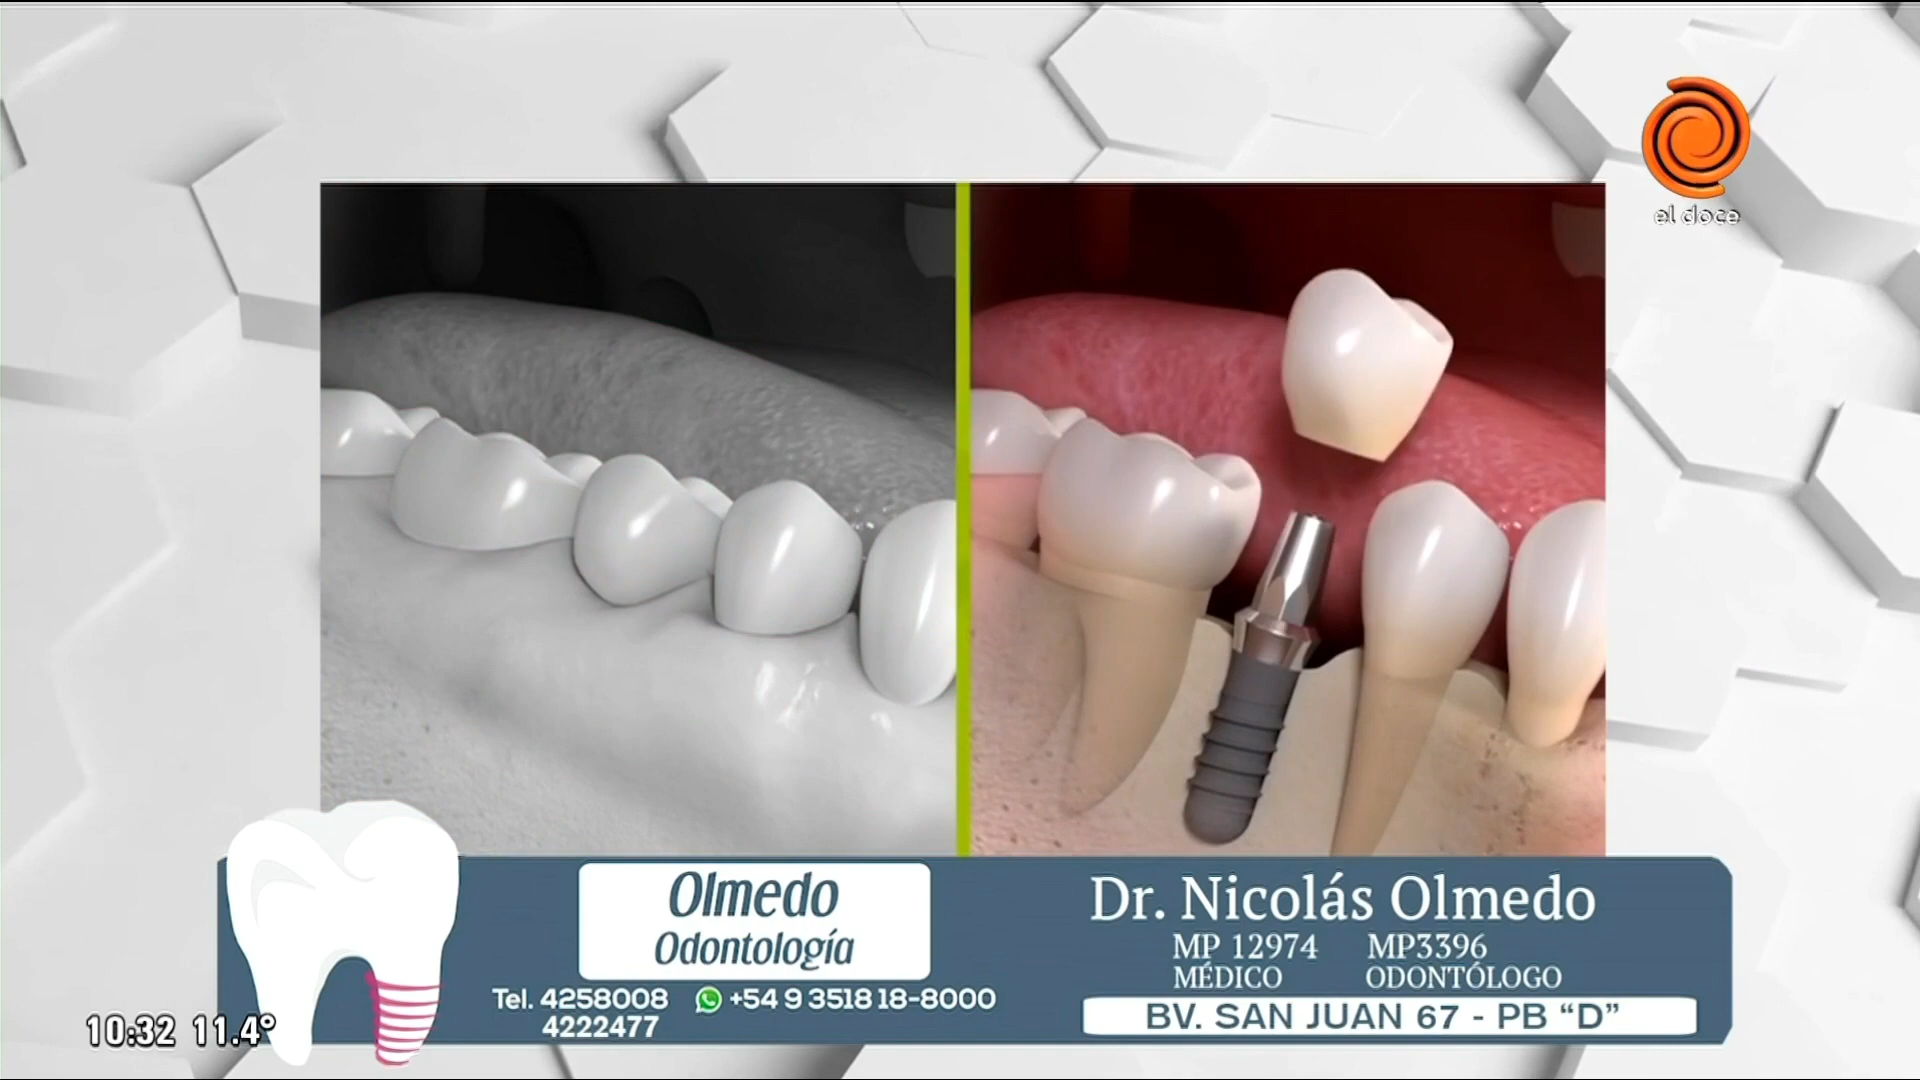 el doce
Olmedo
Odontología
Tel. 4258008 +54 9 3518 18-8000
4222477
Dr. Nicolás Olmedo
MP 12974 MP3396
MÉDICO ODONTÓLOGO
BV. SAN JUAN 67 - PB “D”
10:32 11.4°